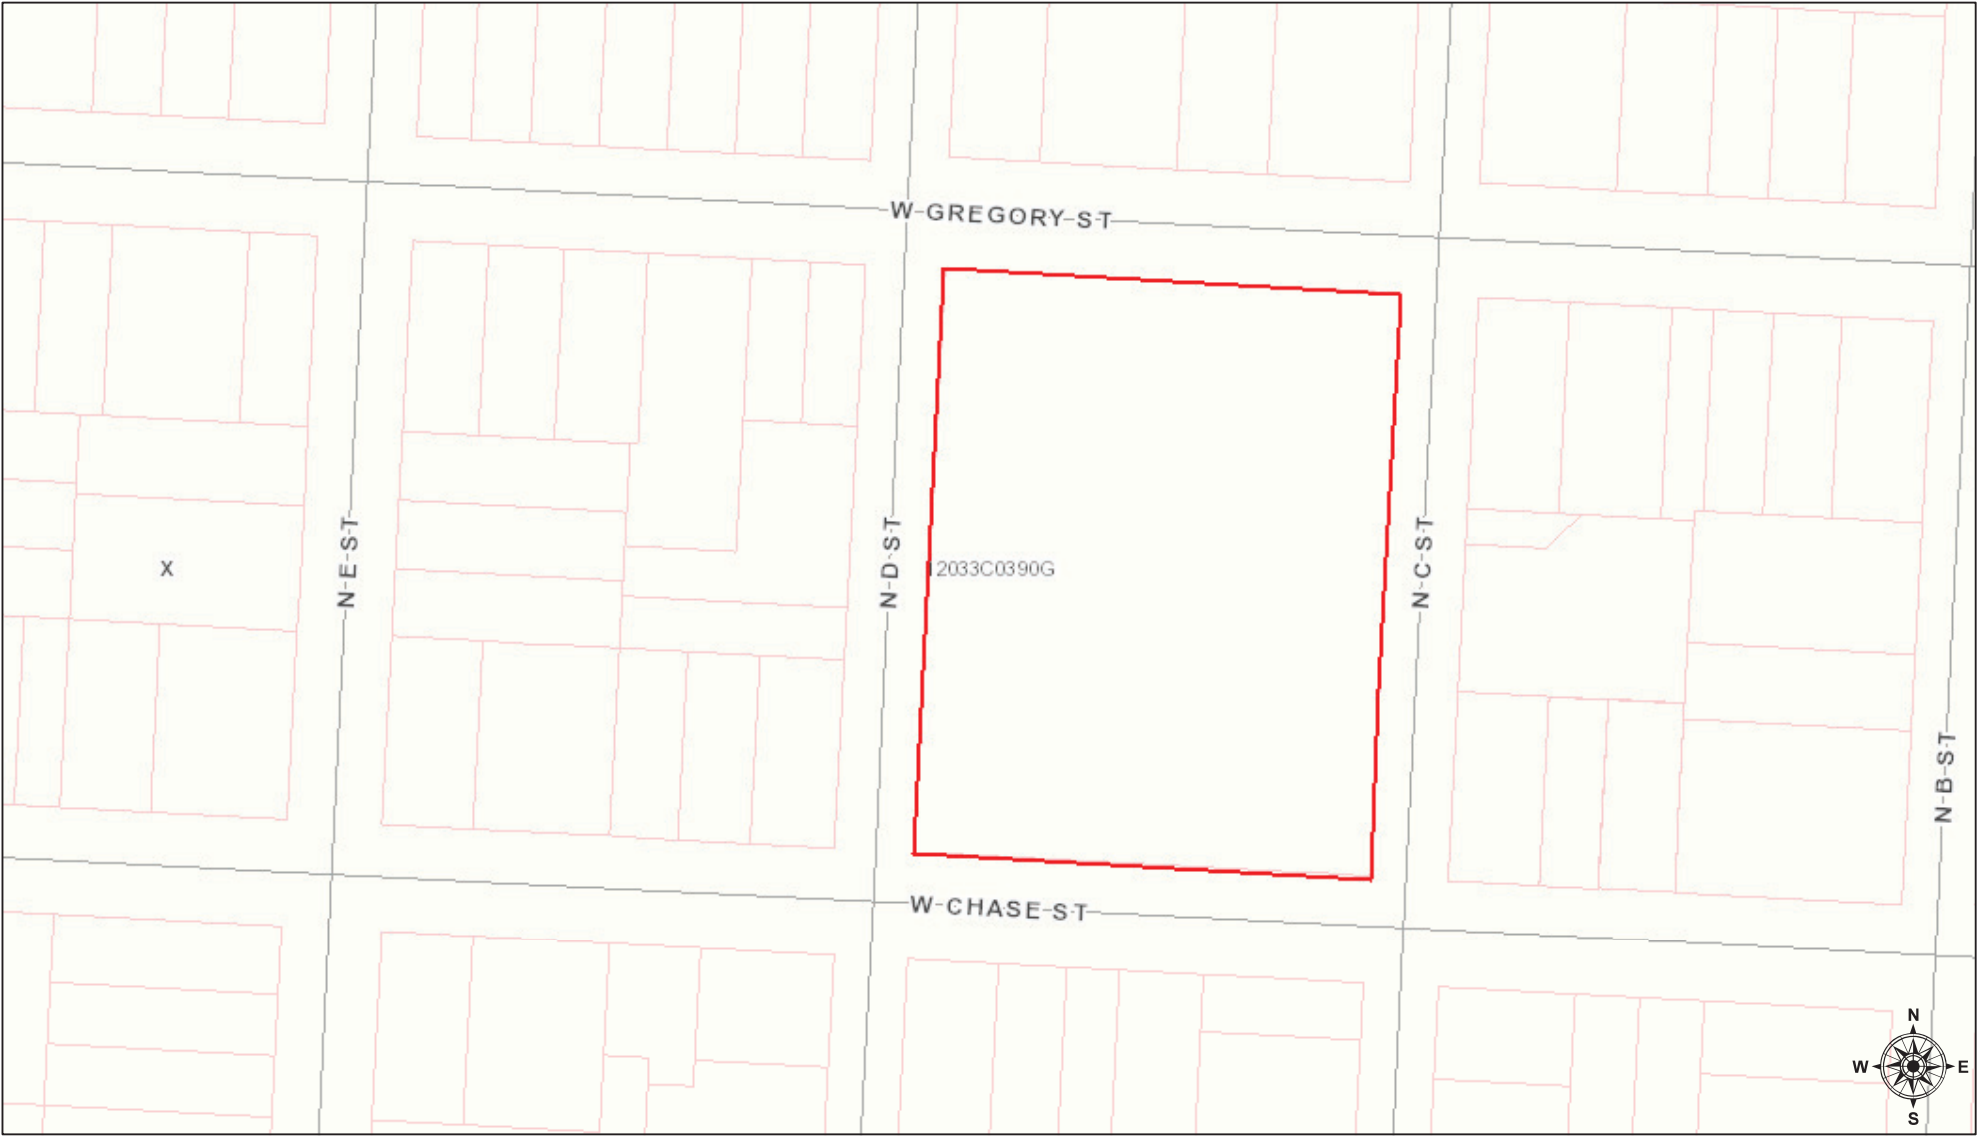 W GREGORY ST
N E ST
N D ST
N C ST
X
12033C0390G
N B ST
W CHASE ST
N
W E
S